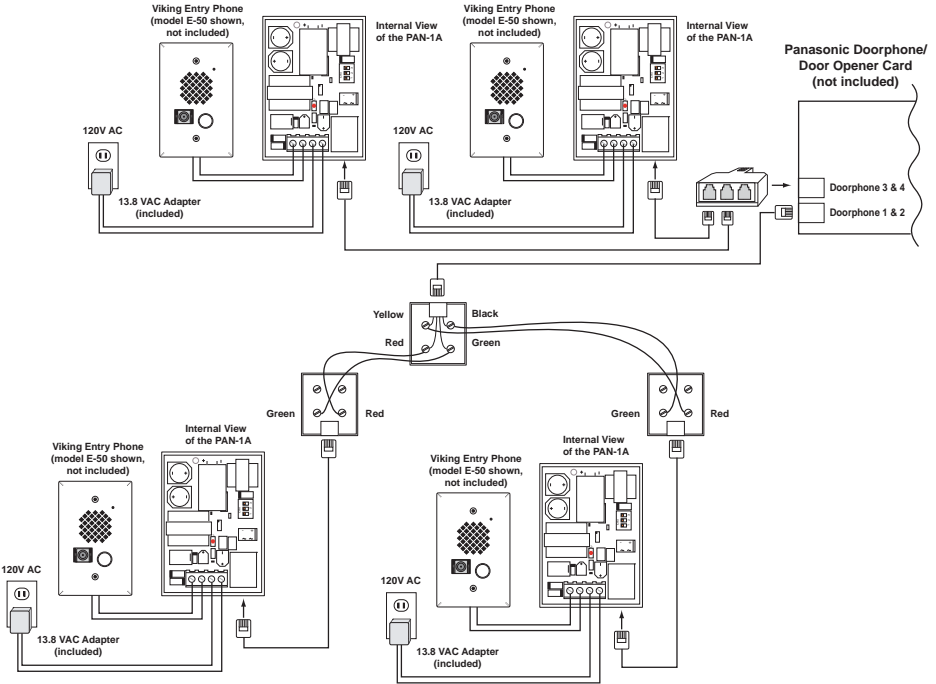 Viking Entry Phone
(model E-50 shown,
not included)
Internal View
of the PAN-1A
Viking Entry Phone
(model E-50 shown,
not included)
Internal View
of the PAN-1A
Panasonic Doorphone/
Door Opener Card
(not included)
120V AC
13.8 VAC Adapter
(included)
120V AC
13.8 VAC Adapter
(included)
Doorphone 3 & 4
Doorphone 1 & 2
Yellow
Black
Red
Green
Green
Red
Green
Red
Viking Entry Phone
(model E-50 shown,
not included)
Internal View
of the PAN-1A
Viking Entry Phone
(model E-50 shown,
not included)
Internal View
of the PAN-1A
120V AC
13.8 VAC Adapter
(included)
120V AC
13.8 VAC Adapter
(included)